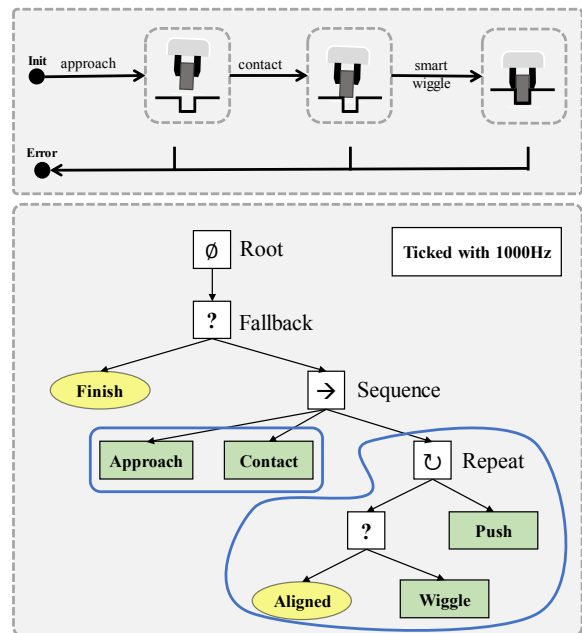 Init
approach
contact
smart
wiggle
Error
Ticked with 1000Hz
Ø Root
? Fallback
Finish
→ Sequence
Approach
Contact
↻ Repeat
?
Push
Aligned
Wiggle